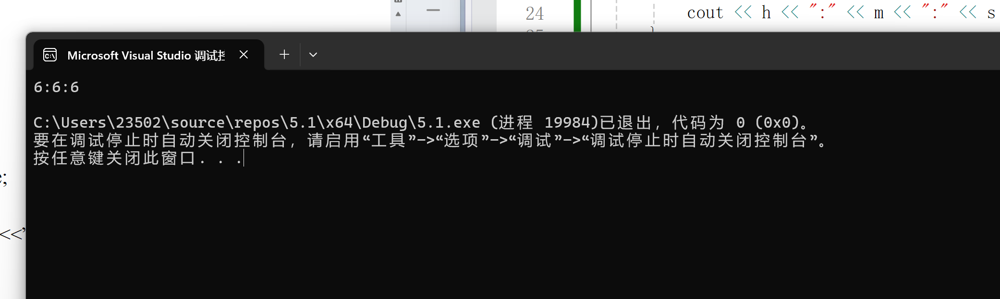 24 cout << h << ":" << m << ":" << s
Microsoft Visual Studio 调试控
6:6:6
C:\Users\23502\source\repos\5.1\x64\Debug\5.1.exe (进程 19984)已退出，代码为 0 (0x0)。
要在调试停止时自动关闭控制台，请启用“工具”->“选项”->“调试”->“调试停止时自动关闭控制台”。
按任意键关闭此窗口. . .
;
<<”